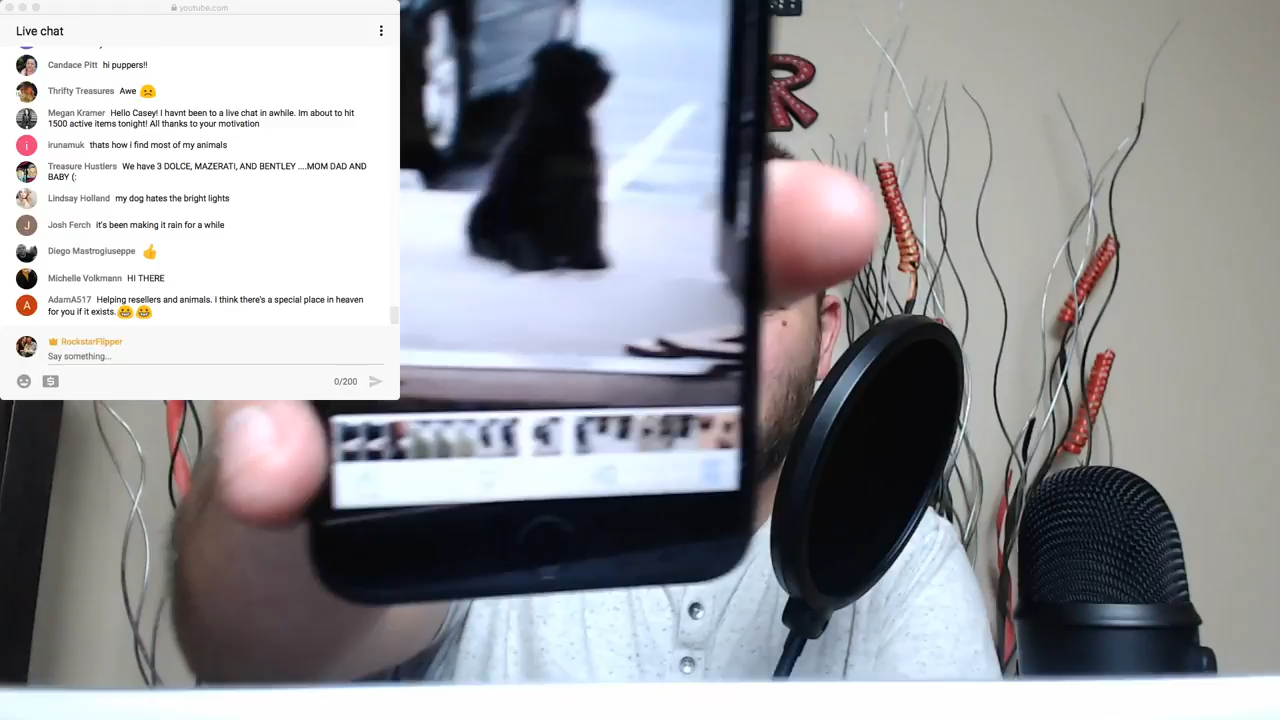 youtube.com
Live chat
Candace Pitt hi puppers!!
Thrifty Treasures Awe
Megan Kramer Hello Casey! I havnt been to a live chat in awhile. Im about to hit
1500 active items tonight! All thanks to your motivation
irunamuk thats how i find most of my animals
Treasure Hustlers We have 3 DOLCE, MAZERATI, AND BENTLEY ....MOM DAD AND
BABY (:
Lindsay Holland my dog hates the bright lights
J
Josh Ferch it's been making it rain for a while
Diego Mastrogiuseppe
Michelle Volkmann HI THERE
A
AdamA517 Helping resellers and animals. I think there's a special place in heaven
for you if it exists.
RockstarFlipper
Say something...
0/200
R